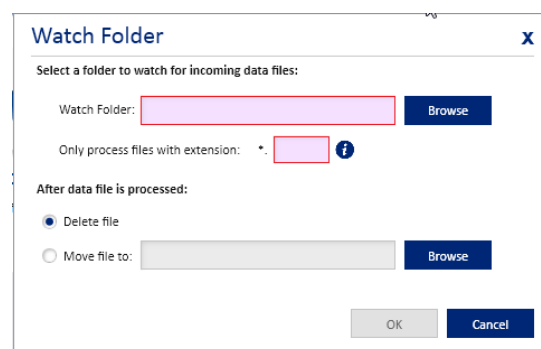 Watch Folder
x
Select a folder to watch for incoming data files:
Watch Folder:
Browse
Only process files with extension: *.
i
After data file is processed:
Delete file
Move file to:
Browse
OK
Cancel